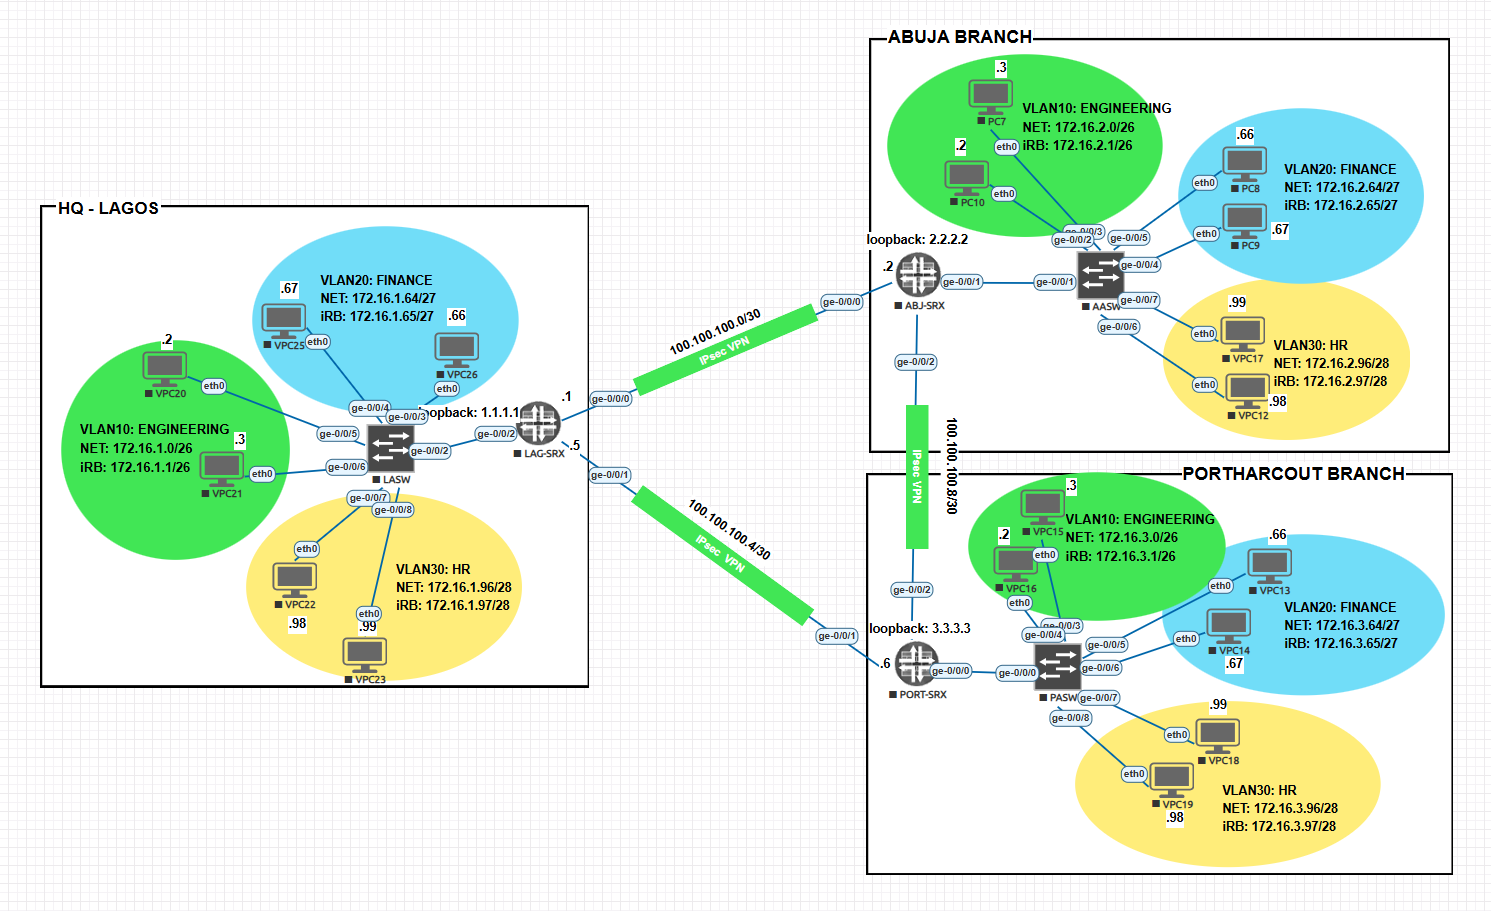 ABUJA BRANCH
.3
PC7
VLAN10: ENGINEERING
NET: 172.16.2.0/26
iRB: 172.16.2.1/26
eth0
.2
PC10
eth0
.66
PC8
eth0
VLAN20: FINANCE
NET: 172.16.2.64/27
iRB: 172.16.2.65/27
PC9
.67
eth0
ge-0/0/3
ge-0/0/2
ge-0/0/5
ge-0/0/4
loopback: 2.2.2.2
.2
ABJ-SRX
ge-0/0/0
ge-0/0/1
ge-0/0/1
AASW
ge-0/0/7
ge-0/0/6
.99
eth0
VPC17
VLAN30: HR
NET: 172.16.2.96/28
iRB: 172.16.2.97/28
eth0
VPC12
.98
ge-0/0/2
HQ - LAGOS
VLAN20: FINANCE
NET: 172.16.1.64/27
iRB: 172.16.1.65/27
.67
VPC25
eth0
.66
VPC26
eth0
.2
VPC20
eth0
VLAN10: ENGINEERING
NET: 172.16.1.0/26
iRB: 172.16.1.1/26
.3
VPC21
eth0
ge-0/0/4
ge-0/0/3
ge-0/0/5
ge-0/0/6
ge-0/0/2
LASW
ge-0/0/7
ge-0/0/8
loopback: 1.1.1.1
ge-0/0/2
LAG-SRX
.1
.5
ge-0/0/0
ge-0/0/1
eth0
VPC22
.98
eth0
.99
VPC23
VLAN30: HR
NET: 172.16.1.96/28
iRB: 172.16.1.97/28
100.100.100.0/30
IPsec VPN
100.100.100.4/30
IPsec VPN
100.100.100.8/30
IPsec VPN
PORTHARCOUT BRANCH
.3
VPC15
VLAN10: ENGINEERING
NET: 172.16.3.0/26
iRB: 172.16.3.1/26
.2
eth0
VPC16
eth0
.66
VPC13
eth0
VLAN20: FINANCE
NET: 172.16.3.64/27
iRB: 172.16.3.65/27
eth0
VPC14
.67
ge-0/0/2
loopback: 3.3.3.3
ge-0/0/1
.6
PORT-SRX
ge-0/0/0
ge-0/0/0
ge-0/0/3
ge-0/0/4
ge-0/0/5
ge-0/0/6
PASW
ge-0/0/7
ge-0/0/8
.99
eth0
VPC18
eth0
VPC19
.98
VLAN30: HR
NET: 172.16.3.96/28
iRB: 172.16.3.97/28